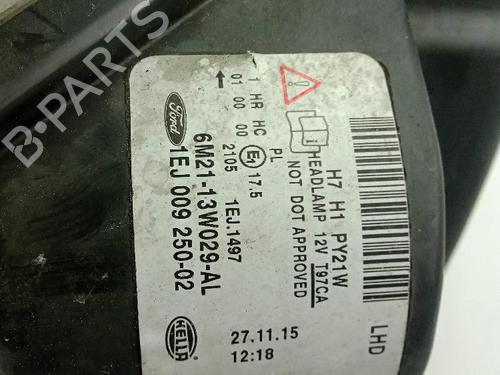 H7 H1 PY21W
HEADLAMP 12V T97CA
NOT DOT APPROVED
LHD
1 HR HC PL
01 00 00 E1 17.5
2105 1EJ.1497
Ford
6M21-13W029-AL
1EJ 009 250-02
HELLA
27.11.15
12:18
B-PARTS